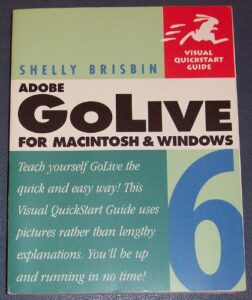 VISUAL
QUICKSTART
GUIDE
SHELLY BRISBIN
ADOBE
GOLIVE
FOR MACINTOSH & WINDOWS
6
Teach yourself GoLive the
quick and easy way! This
Visual QuickStart Guide uses
pictures rather than lengthy
explanations. You'll be up
and running in no time!